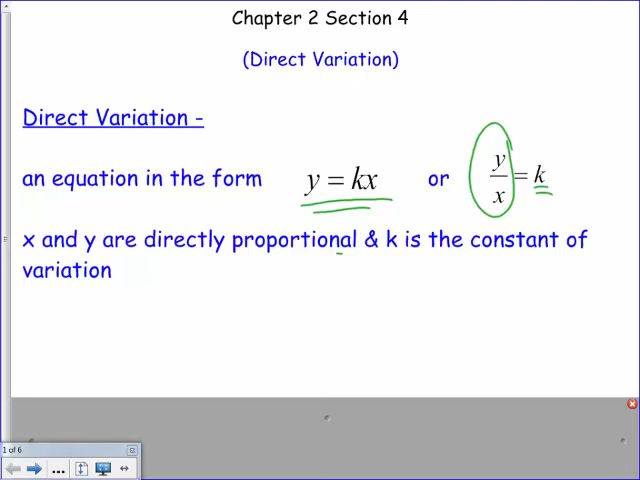 Chapter 2 Section 4
(Direct Variation)
Direct Variation -
an equation in the form y = kx or y/x = k
x and y are directly proportional & k is the constant of
variation
1 of 6
...